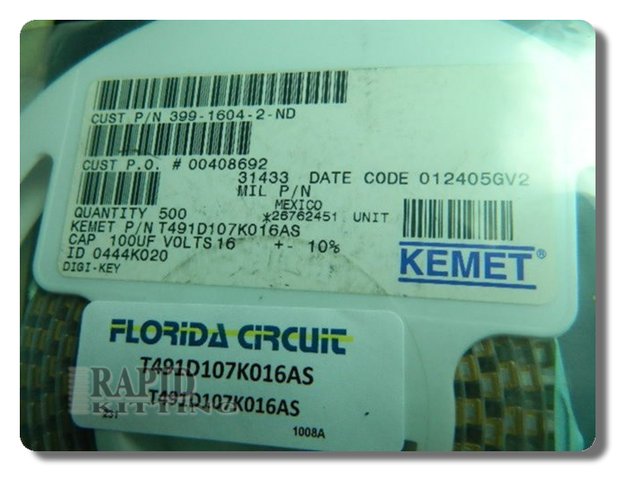 CUST P/N 399-1604-2-ND
CUST P.O. # 00408692
31433 DATE CODE 012405GV2
MIL P/N
MEXICO
QUANTITY 500 *26762451 UNIT
KEMET P/N T491D107K016AS
CAP 100UF VOLTS 16 +- 10%
ID 0444K020
DIGI-KEY
KEMET®
FLORIDA CIRCUIT
T491D107K016AS
RAPID
KITTING
T491D107K016AS
1008A